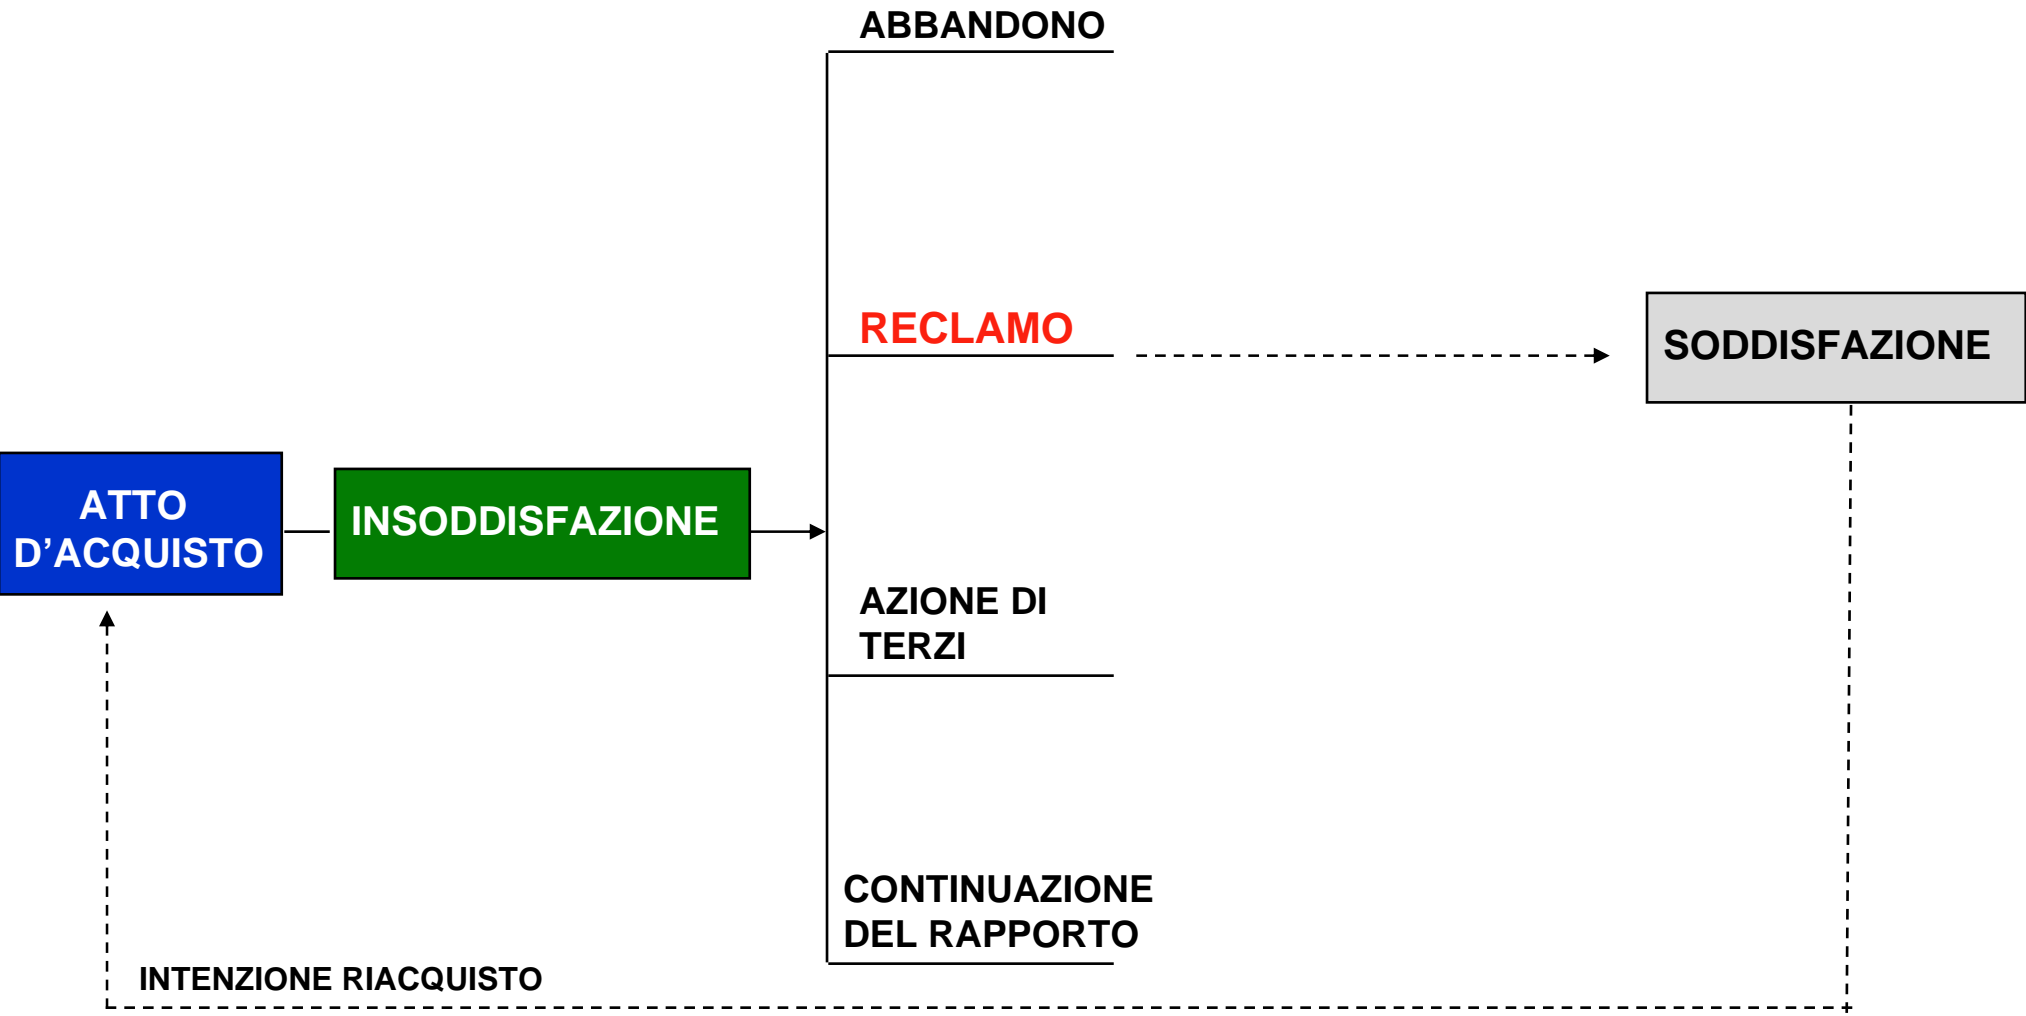 ABBANDONO
RECLAMO
SODDISFAZIONE
ATTO
D’ACQUISTO
INSODDISFAZIONE
AZIONE DI
TERZI
CONTINUAZIONE
DEL RAPPORTO
INTENZIONE RIACQUISTO